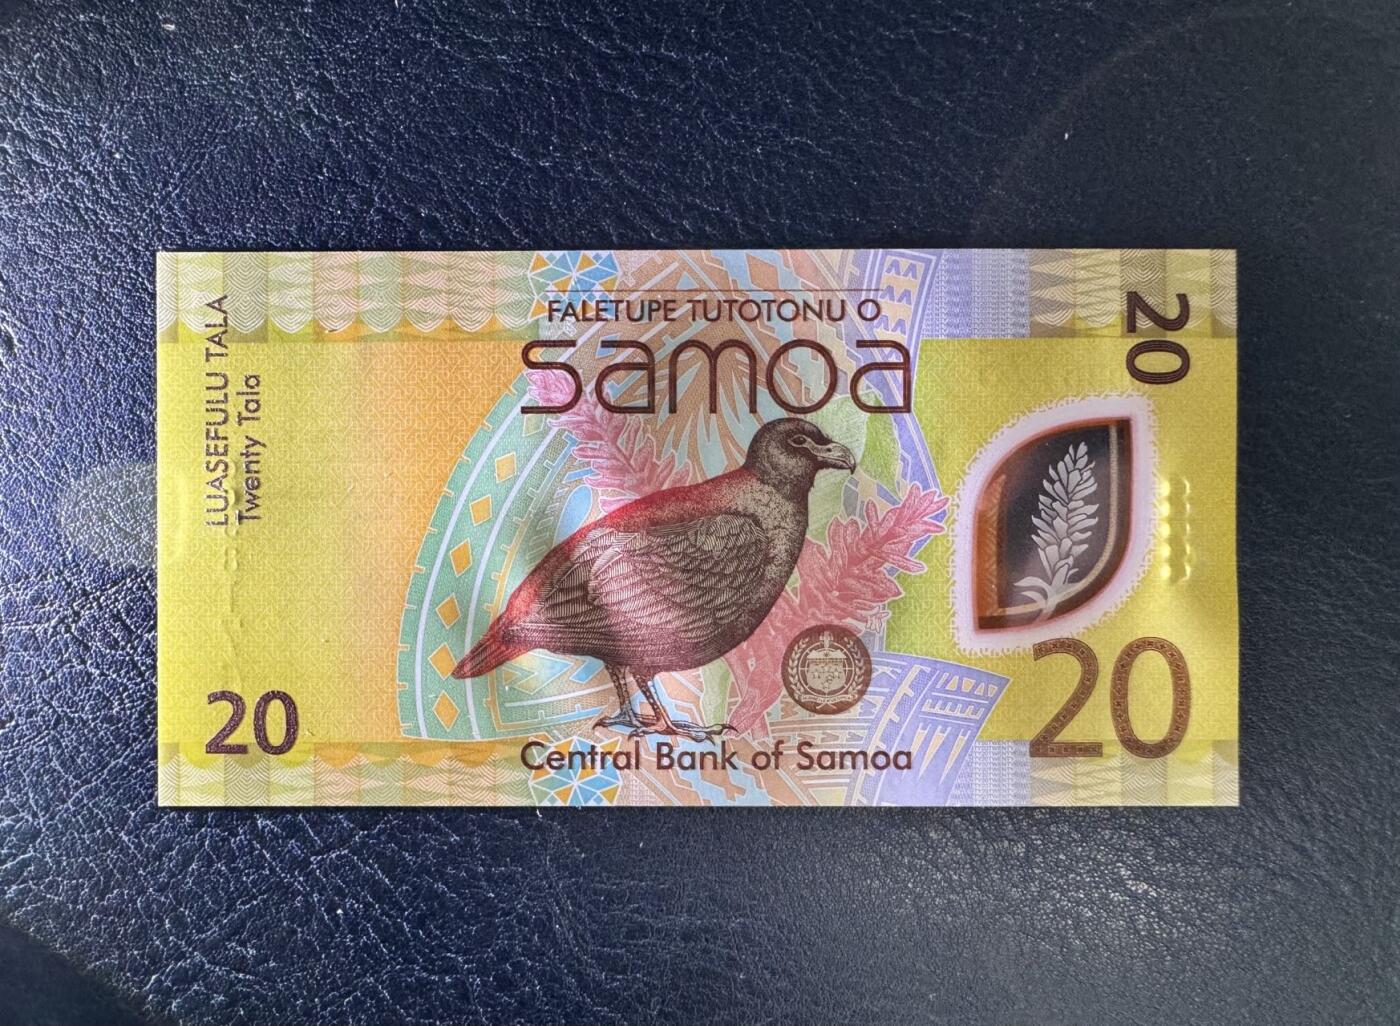 FALETUPE TUTOTONU O
samoa
LUASEFULU TALA
Twenty Tala
20
20
20
Central Bank of Samoa